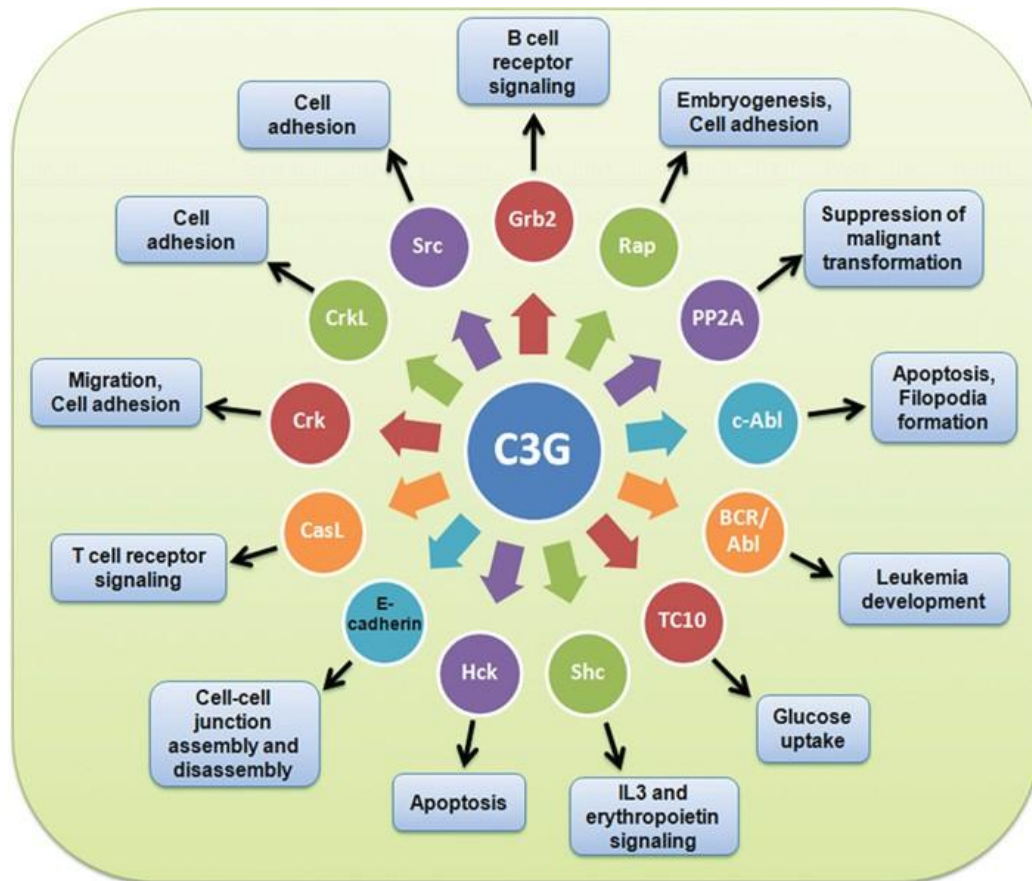 B cell
receptor
signaling
Grb2
Embryogenesis,
Cell adhesion
Rap
Suppression of
malignant
transformation
PP2A
Apoptosis,
Filopodia
formation
c-Abl
Leukemia
development
BCR/
Abl
Glucose
uptake
TC10
IL3 and
erythropoietin
signaling
Shc
Apoptosis
Hck
Cell-cell
junction
assembly and
disassembly
E-
cadherin
T cell receptor
signaling
CasL
Migration,
Cell adhesion
Crk
Cell
adhesion
CrkL
Cell
adhesion
Src
C3G